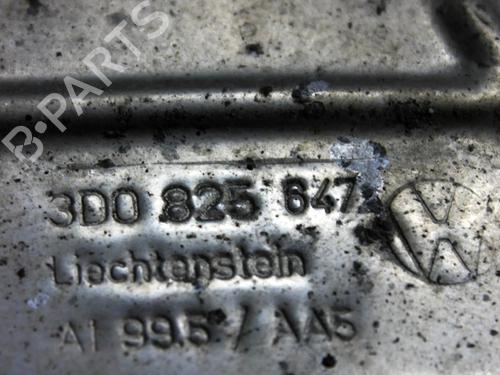 B·PARTS
3D0 825 647
Liechtenstein
Al 99.5 / AA5